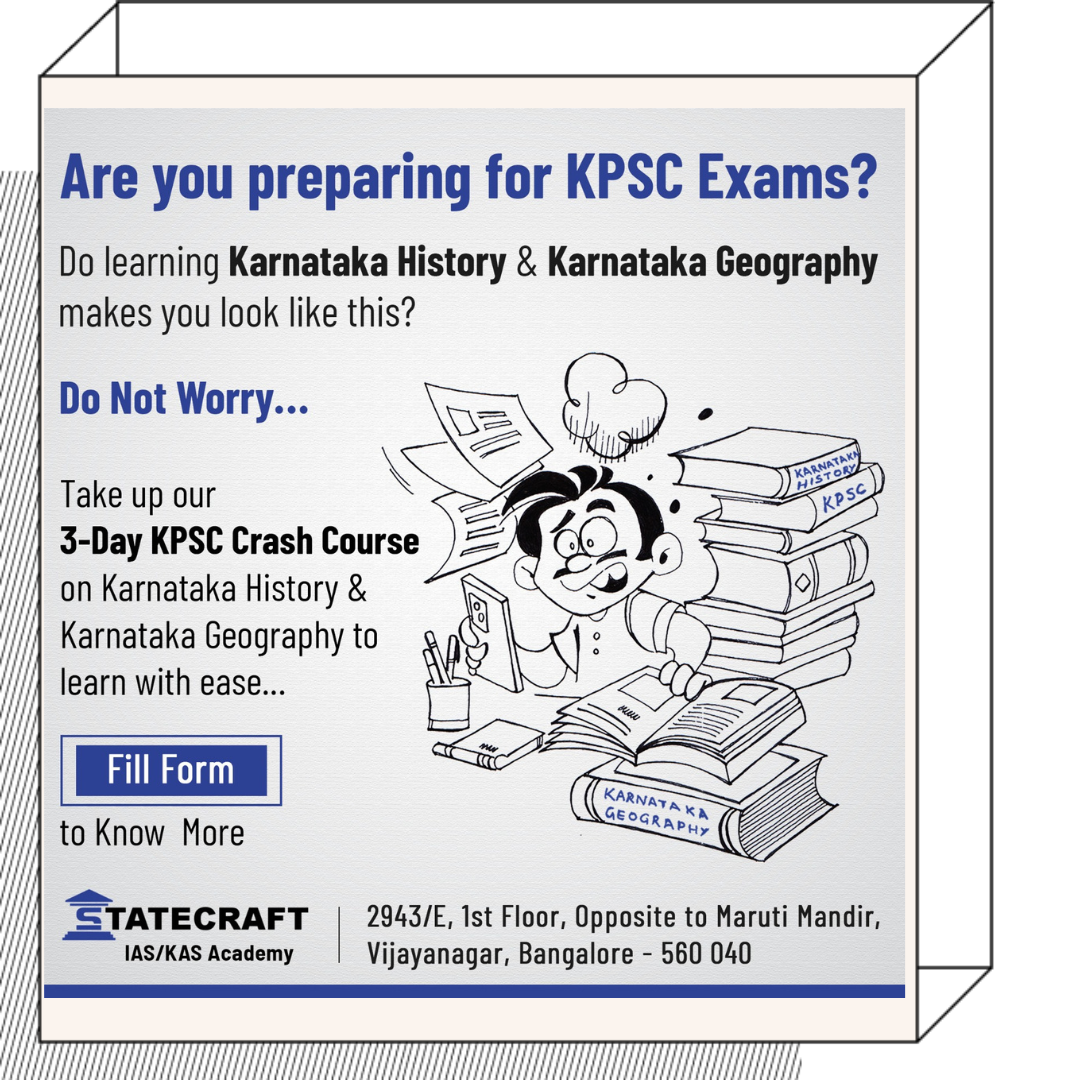 Are you preparing for KPSC Exams?
Do learning Karnataka History & Karnataka Geography
makes you look like this?
Do Not Worry...
Take up our
3-Day KPSC Crash Course
on Karnataka History &
Karnataka Geography to
learn with ease...
Fill Form
to Know More
KARNATAKA
HISTORY
KPSC
KARNATAKA
GEOGRAPHY
STATECRAFT
IAS/KAS Academy
2943/E, 1st Floor, Opposite to Maruti Mandir,
Vijayanagar, Bangalore - 560 040